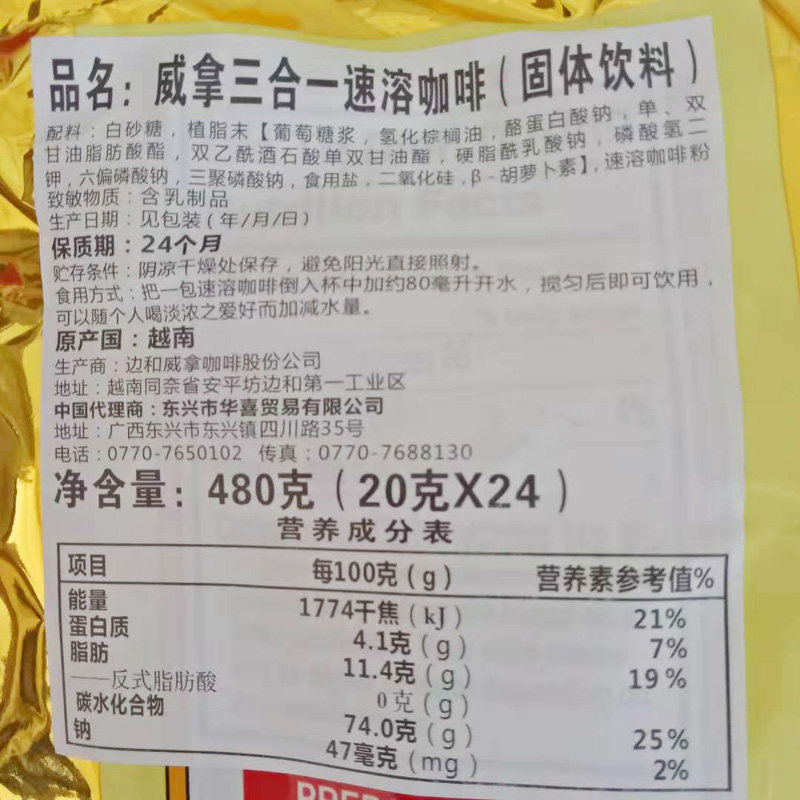 品名：威拿三合一速溶咖啡（固体饮料）
配料：白砂糖，植脂末【葡萄糖浆，氢化棕榈油，酪蛋白酸钠，单、双
甘油脂肪酸酯，双乙酰酒石酸单双甘油酯，硬脂酰乳酸钠，磷酸氢二
钾，六偏磷酸钠，三聚磷酸钠，食用盐，二氧化硅，β-胡萝卜素】，速溶咖啡粉
致敏物质：含乳制品
生产日期：见包装（年/月/日）
保质期：24个月
贮存条件：阴凉干燥处保存，避免阳光直接照射。
食用方式：把一包速溶咖啡倒入杯中加约80毫升开水，搅匀后即可饮用，
可以随个人喝淡浓之爱好而加减水量。
原产国：越南
生产商：边和威拿咖啡股份公司
地址：越南同奈省安平坊边和第一工业区
中国代理商：东兴市华喜贸易有限公司
地址：广西东兴市东兴镇四川路35号
电话：0770-7650102 传真：0770-7688130
净含量：480克（20克X24）
营养成分表
项目 每100克（g） 营养素参考值%
能量 1774千焦（kJ） 21%
蛋白质 4.1克（g） 7%
脂肪 11.4克（g） 19%
——反式脂肪酸 0克（g）
碳水化合物 74.0克（g） 25%
钠 47毫克（mg） 2%